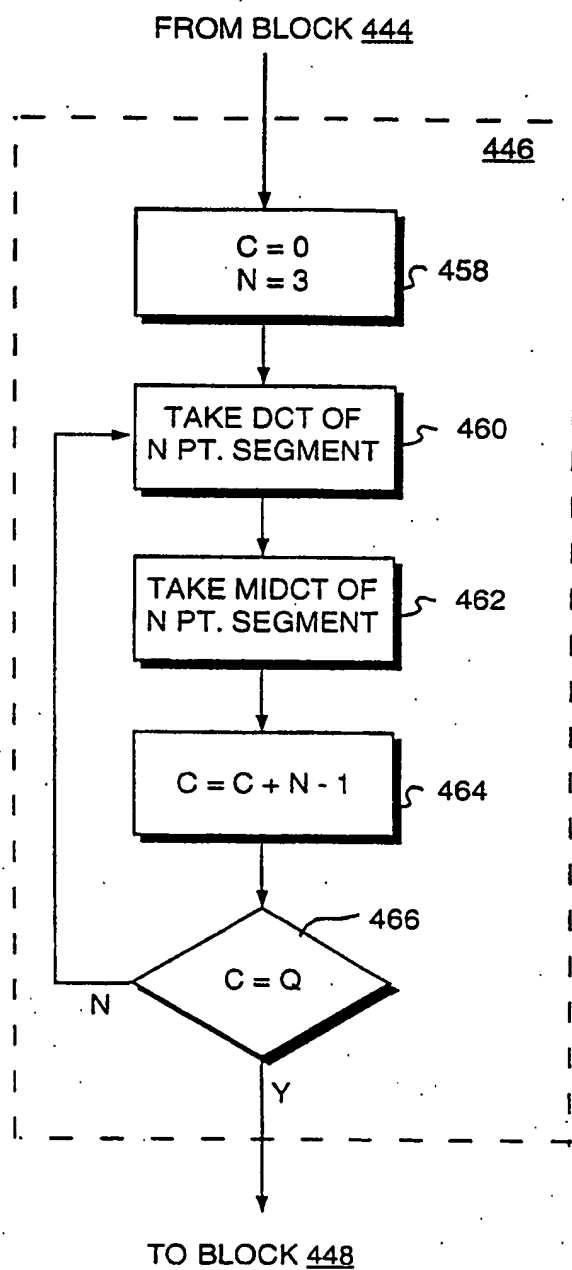 FROM BLOCK 444
446
C = 0
N = 3
458
TAKE DCT OF
N PT. SEGMENT
460
TAKE MIDCT OF
N PT. SEGMENT
462
C = C + N - 1
464
466
C = Q
N
Y
TO BLOCK 448